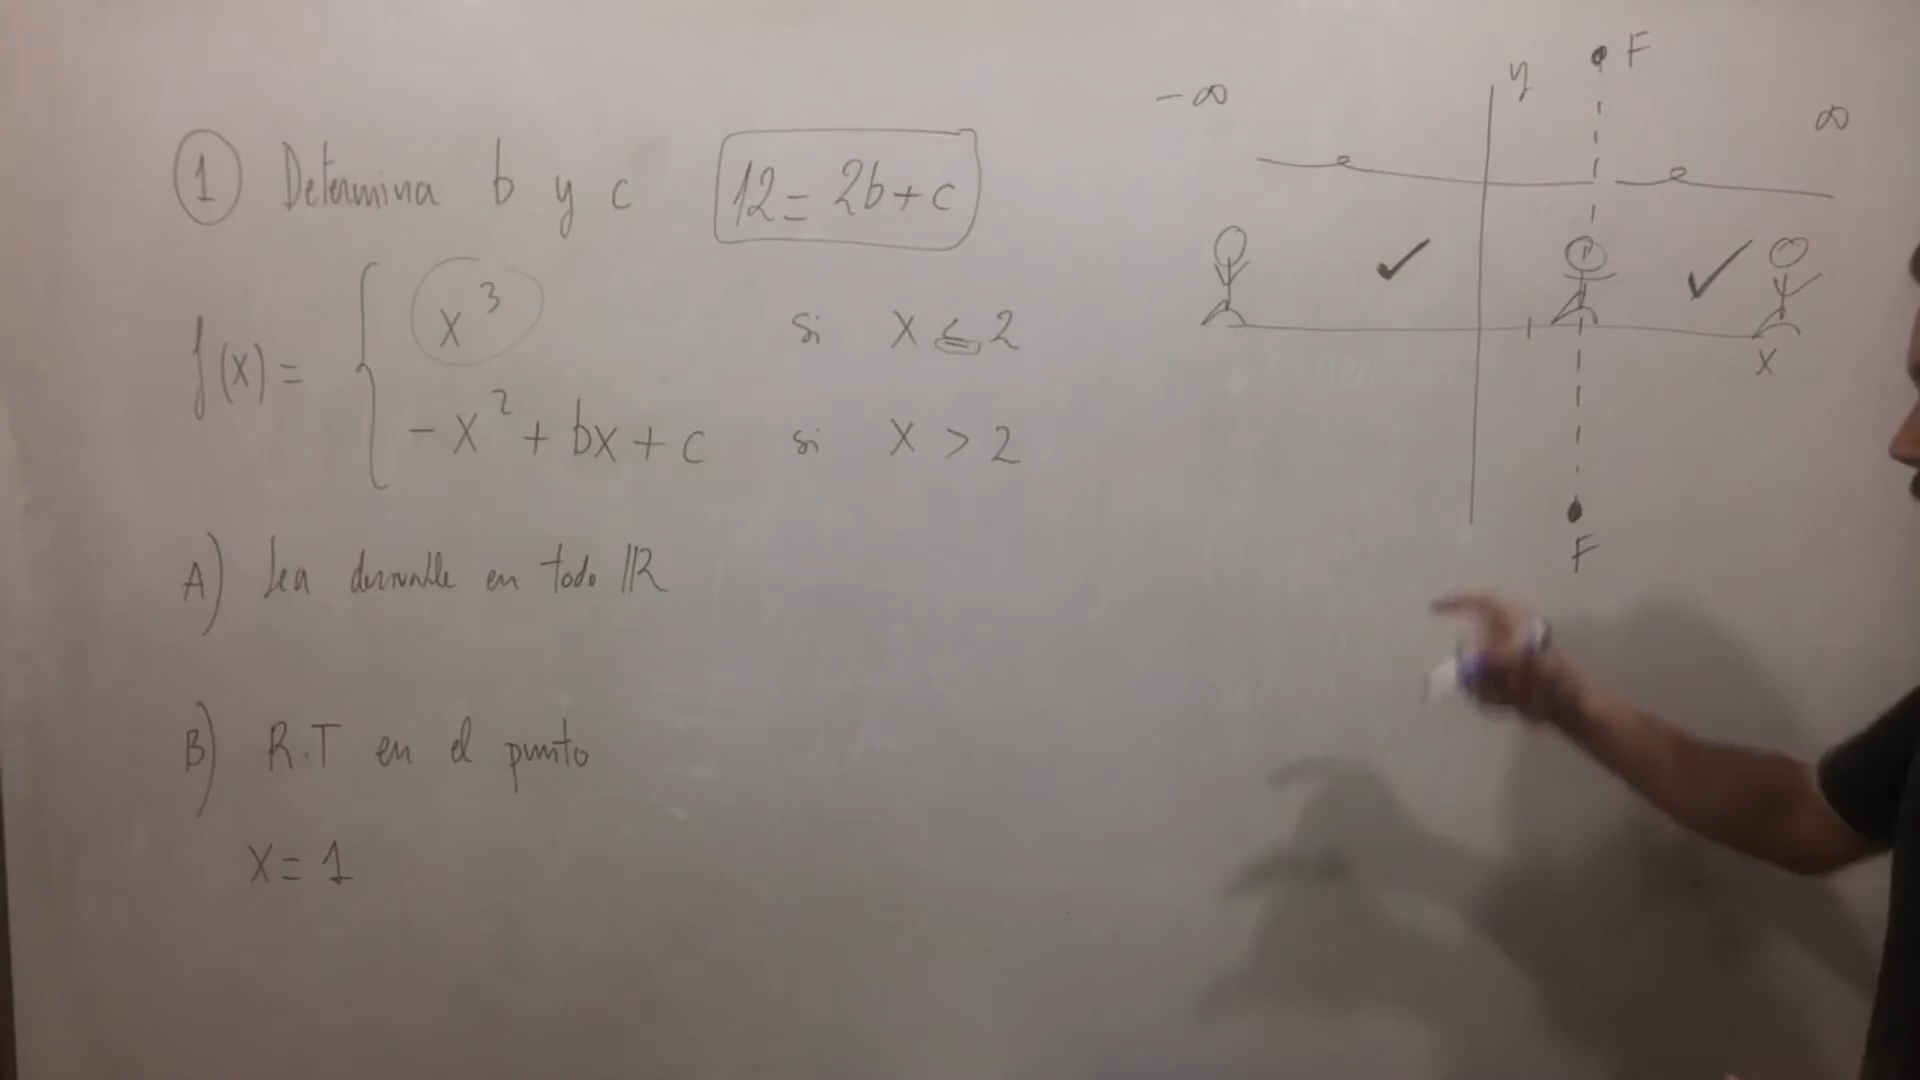 1 Determina b y c 12 = 2b + c
f(x) = { x³ si x ≤ 2
-x² + bx + c si x > 2
A) Sea derivable en todo ℝ
B) R.T en el punto
x = 1
F
y
-∞
∞
x
F